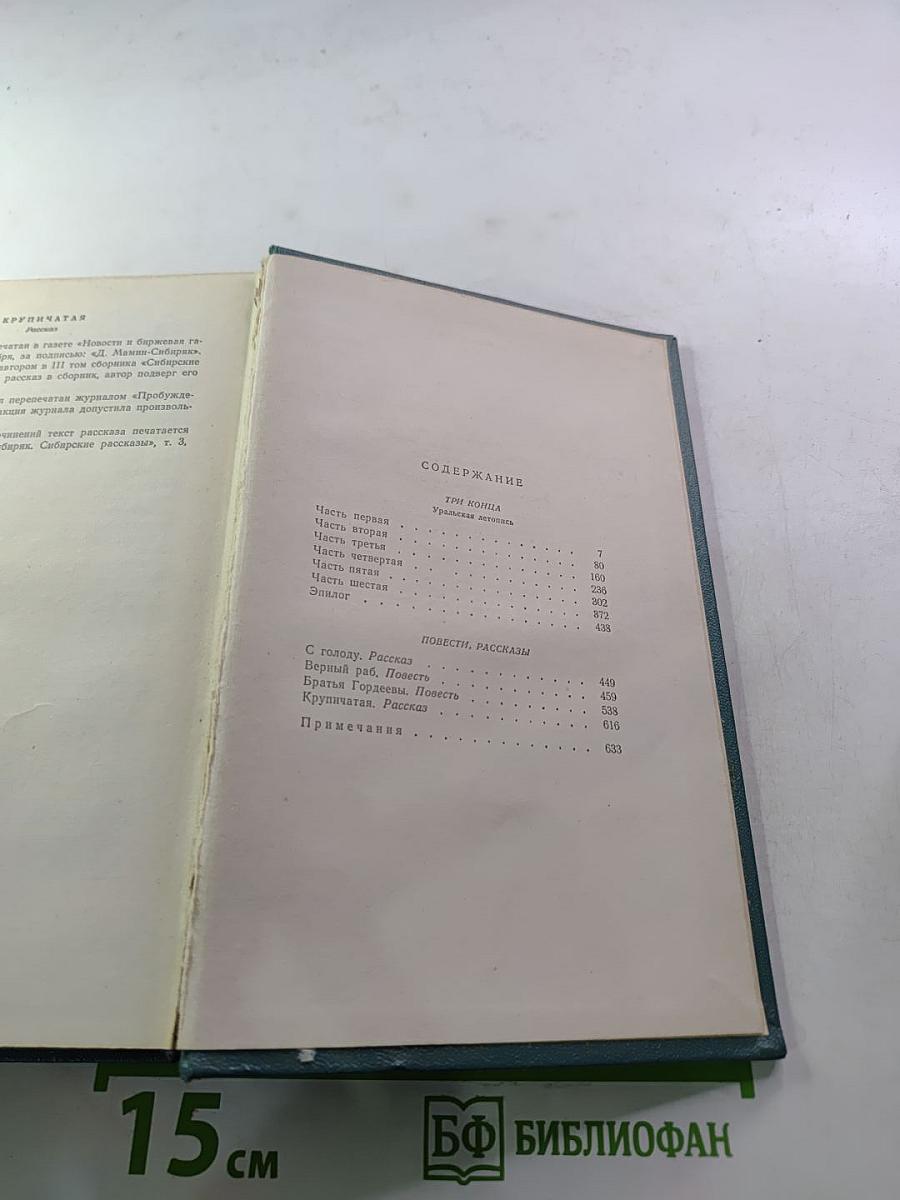 КРУПИЧАТАЯ
Рассказ
ечатан в газете «Новости и биржевая га-
бря, за подписью: «Д. Мамин-Сибиряк».
автором в III том сборника «Сибирские
рассказ в сборник, автор подверг его
л перепечатан журналом «Пробужде-
акция журнала допустила произволь-
чинений текст рассказа печатается
биряк. Сибирские рассказы», т. 3,
СОДЕРЖАНИЕ
ТРИ КОНЦА
Уральская летопись
Часть первая . . . . . . . . . . . . 7
Часть вторая . . . . . . . . . . . . 80
Часть третья . . . . . . . . . . . . 160
Часть четвертая . . . . . . . . . . . 236
Часть пятая . . . . . . . . . . . . 302
Часть шестая . . . . . . . . . . . . 372
Эпилог . . . . . . . . . . . . . . 438
ПОВЕСТИ, РАССКАЗЫ
С голоду. Рассказ . . . . . . . . . . 449
Верный раб. Повесть . . . . . . . . . 459
Братья Гордеевы. Повесть . . . . . . . 538
Крупичатая. Рассказ . . . . . . . . . 616
Примечания . . . . . . . . . . . . 633
15 см
БФ БИБЛИОФАН